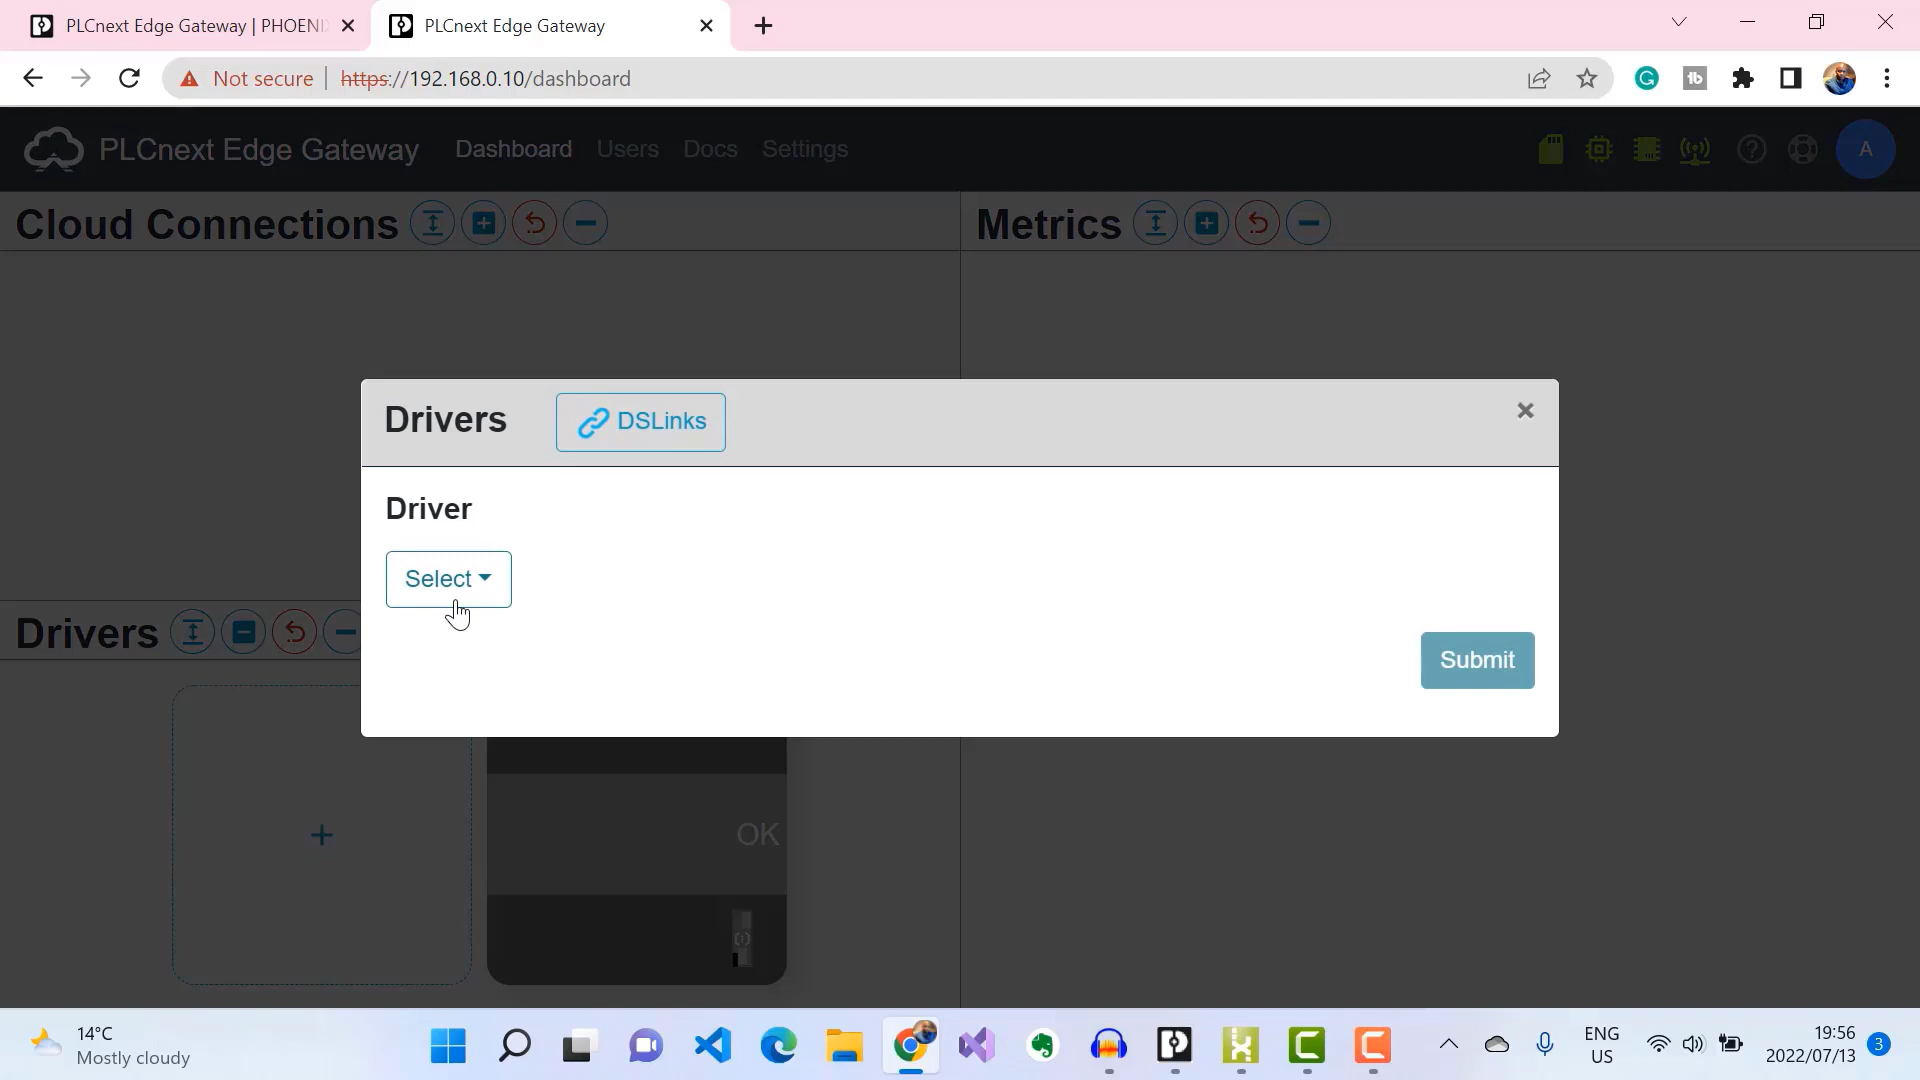 PLCnext Edge Gateway | PHOENI
PLCnext Edge Gateway
Not secure
https://192.168.0.10/dashboard
PLCnext Edge Gateway
Dashboard
Users
Docs
Settings
A
Cloud Connections
Metrics
Drivers
DSLinks
Driver
Select
Submit
Drivers
OK
14°C
Mostly cloudy
ENG
US
19:56
2022/07/13
3